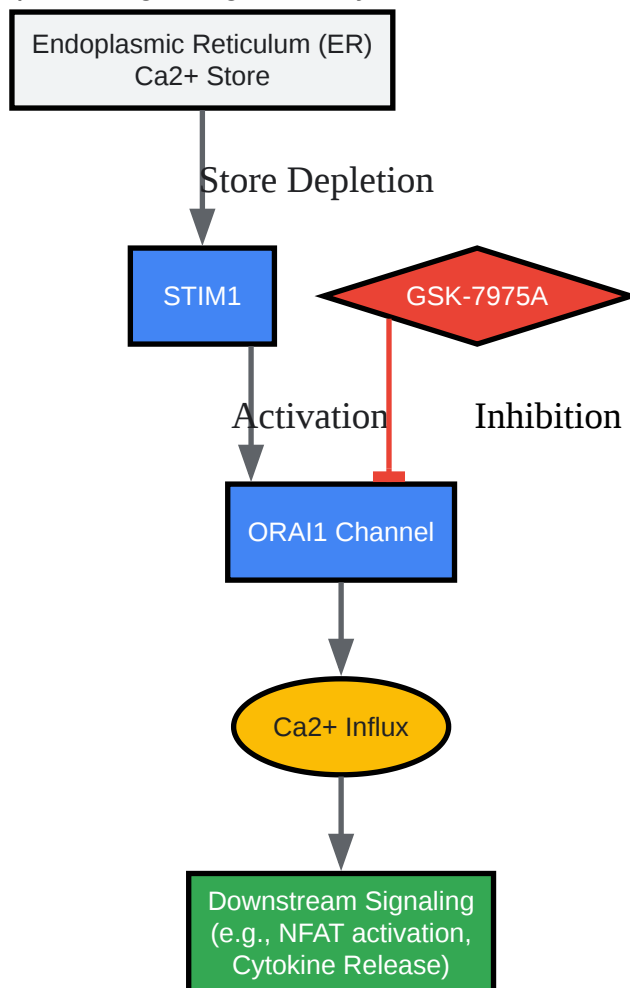 Endoplasmic Reticulum (ER)
Ca2+ Store
Store Depletion
STIM1
GSK-7975A
Activation
Inhibition
ORAI1 Channel
Ca2+ Influx
Downstream Signaling
(e.g., NFAT activation,
Cytokine Release)